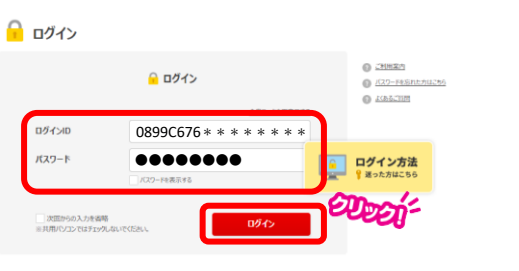 ログイン
ログイン
ご利用案内
パスワードを忘れた方はこちら
よくあるご質問
ログインID
0899C676＊＊＊＊＊＊＊＊
パスワード
●●●●●●●●
パスワードを表示する
ログイン方法
迷った方はこちら
クリック!
次回からの入力を省略
※共用パソコンではチェックしないでください。
ログイン